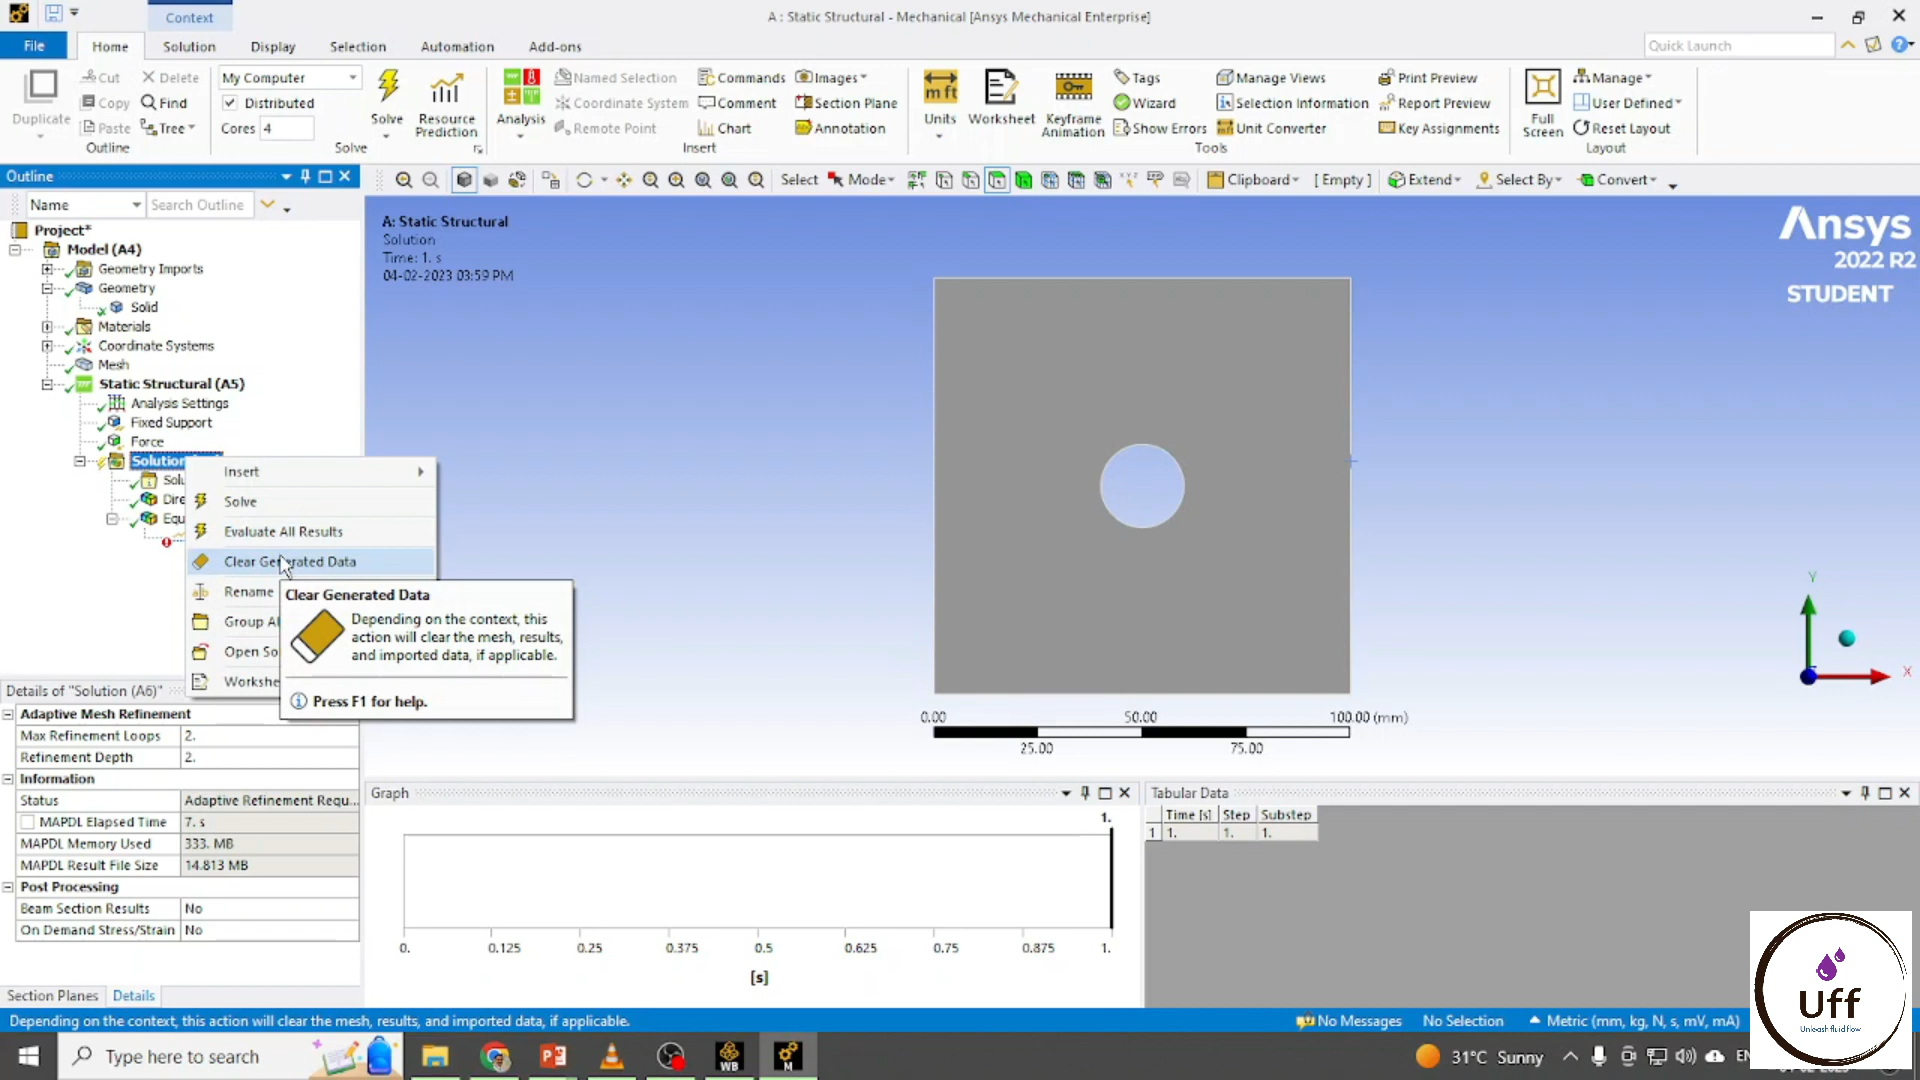 Context
A : Static Structural - Mechanical [Ansys Mechanical Enterprise]
File Home Solution Display Selection Automation Add-ons
Quick Launch
Duplicate
Cut
Delete
Copy
Find
Paste
Tree
Outline
My Computer
Distributed
Cores 4
Solve
Resource
Prediction
Solve
Analysis
Named Selection
Coordinate System
Remote Point
Commands
Comment
Chart
Images
Section Plane
Annotation
Insert
m ft
Units
Worksheet
Keyframe
Animation
Tags
Wizard
Show Errors
Manage Views
Selection Information
Unit Converter
Print Preview
Report Preview
Key Assignments
Tools
Full
Screen
Manage
User Defined
Reset Layout
Layout
Outline
Name
Search Outline
Select Mode
Clipboard [ Empty ] Extend Select By Convert
Project*
Model (A4)
Geometry Imports
Geometry
Solid
Materials
Coordinate Systems
Mesh
Static Structural (A5)
Analysis Settings
Fixed Support
Force
Solution
Solu
Dire
Equ
Insert
Solve
Evaluate All Results
Clear Generated Data
Rename
Group Al
Open So
Workshe
Clear Generated Data
Depending on the context, this
action will clear the mesh, results,
and imported data, if applicable.
Press F1 for help.
A: Static Structural
Solution
Time: 1. s
04-02-2023 03:59 PM
Ansys
2022 R2
STUDENT
Y
X
0.00 50.00 100.00 (mm)
25.00 75.00
Details of "Solution (A6)"
Adaptive Mesh Refinement
Max Refinement Loops 2.
Refinement Depth 2.
Information
Status Adaptive Refinement Requ...
MAPDL Elapsed Time 7. s
MAPDL Memory Used 333. MB
MAPDL Result File Size 14.813 MB
Post Processing
Beam Section Results No
On Demand Stress/Strain No
Section Planes Details
Graph
1.
0. 0.125 0.25 0.375 0.5 0.625 0.75 0.875 1.
[s]
Tabular Data
Time [s] Step Substep
1 1. 1. 1.
Uff
Unleash fluid flow
Depending on the context, this action will clear the mesh, results, and imported data, if applicable.
No Messages No Selection Metric (mm, kg, N, s, mV, mA)
Type here to search
WB
M
31°C Sunny